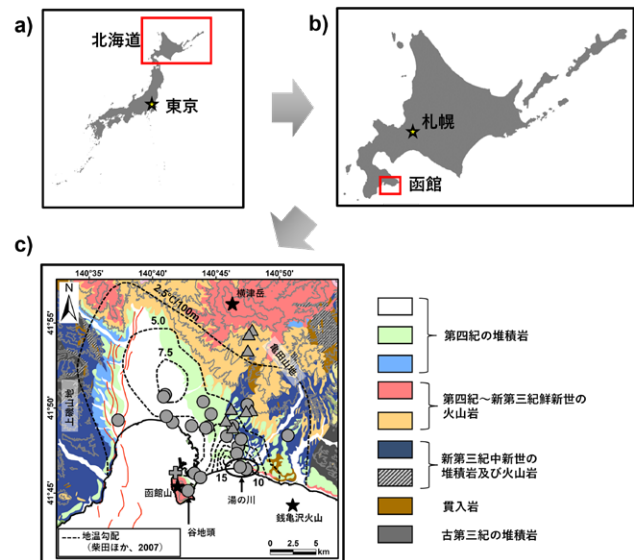 a)
北海道
東京
b)
札幌
函館
c)
140°35'
140°40'
140°45'
140°50'
N
2.5℃/100m
横津岳
41°55'
5.0
7.5
亀田山地
上磯山地
41°50'
41°45'
15
10
函館山
湯の川
銭亀沢火山
谷地頭
地温勾配
(柴田ほか、2007)
0 2.5 5
km
第四紀の堆積岩
第四紀～新第三紀鮮新世の
火山岩
新第三紀中新世の
堆積岩及び火山岩
貫入岩
古第三紀の堆積岩